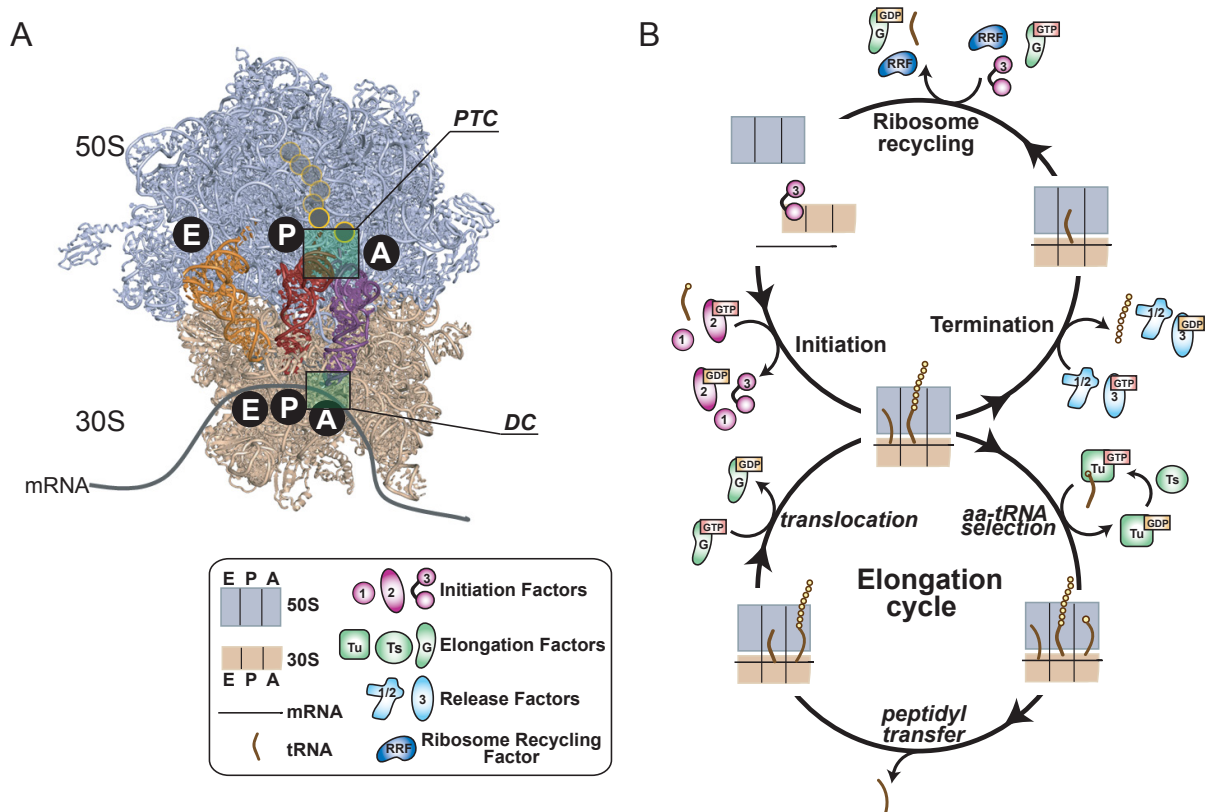 A
50S
PTC
E
P
A
30S
E
P
A
DC
mRNA
E P A
50S
30S
E P A
mRNA
tRNA
1
2
3
Initiation Factors
Tu
Ts
G
Elongation Factors
1/2
3
Release Factors
RRF
Ribosome Recycling
Factor
B
GDP
G
RRF
RRF
3
GTP
G
Ribosome
recycling
3
1
GTP
2
Initiation
GDP
2
3
1
Termination
1/2
GDP
3
1/2
GTP
3
GDP
G
GTP
G
translocation
aa-tRNA
selection
Tu
GTP
Ts
Tu
GDP
Elongation
cycle
peptidyl
transfer